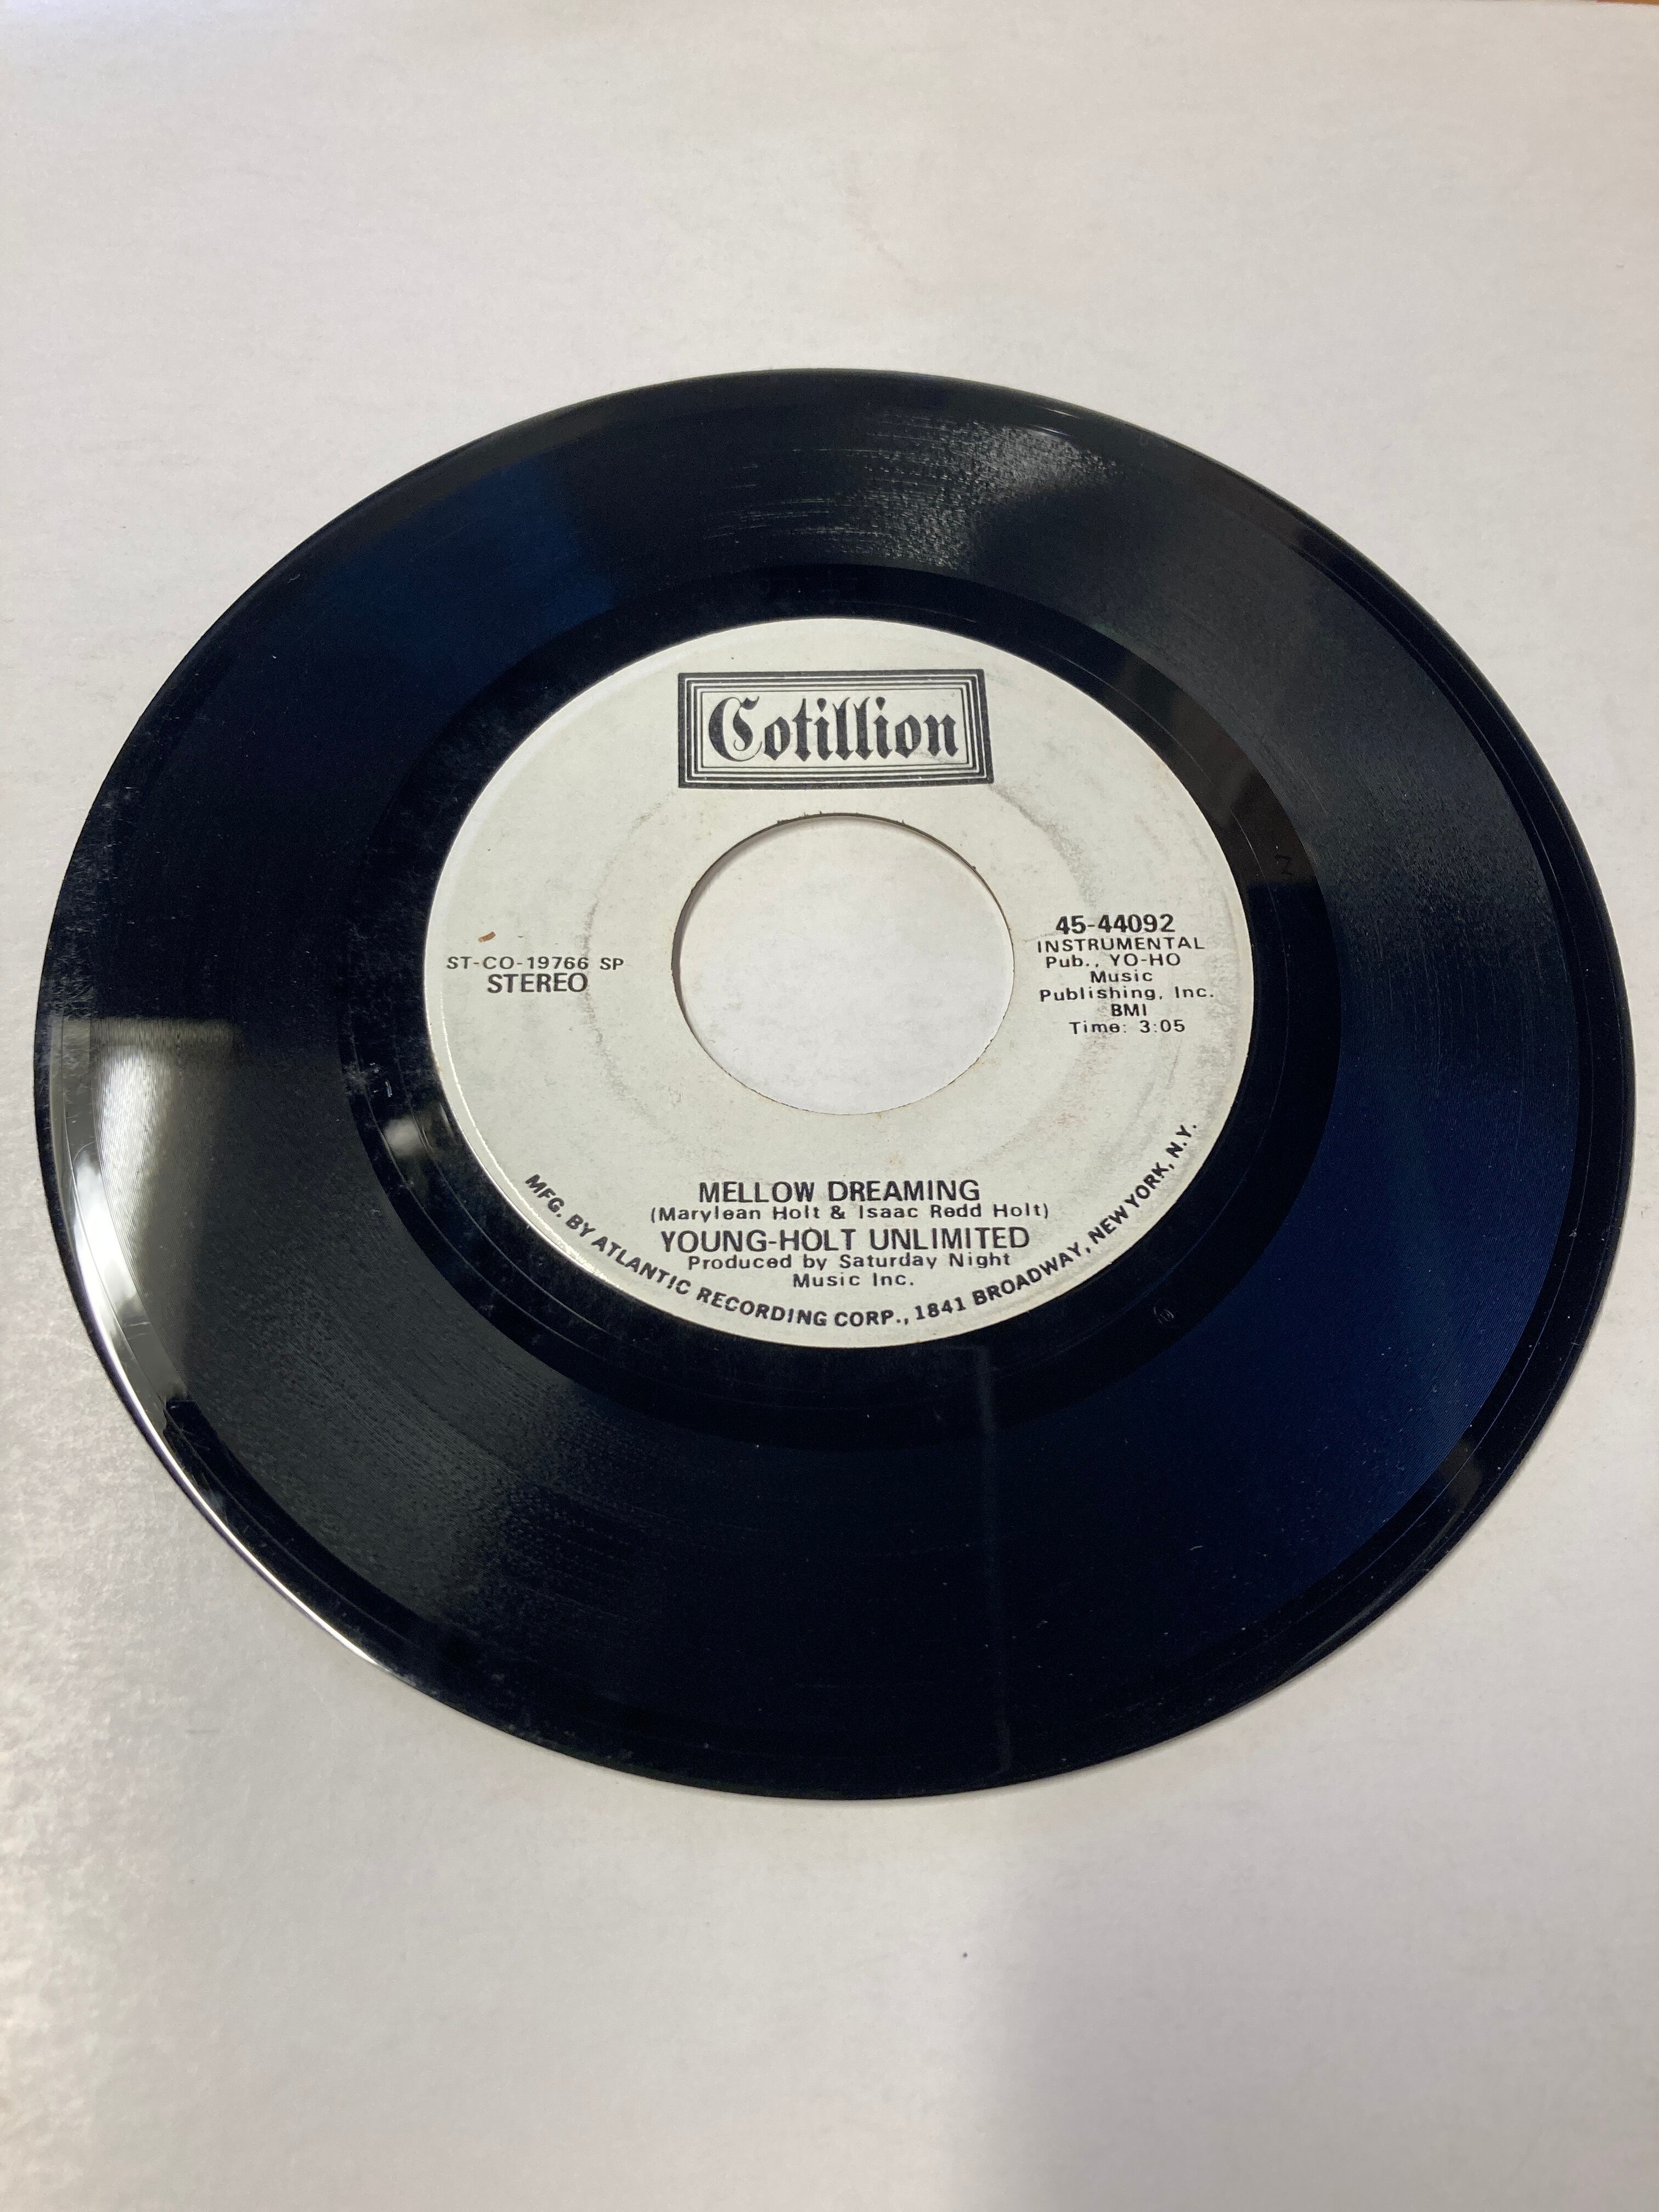 Cotillion
ST-CO-19766 SP
STEREO
45-44092
INSTRUMENTAL
Pub., YO-HO
Music
Publishing, Inc.
BMI
Time: 3:05
MELLOW DREAMING
(Marylean Holt & Isaac Redd Holt)
YOUNG-HOLT UNLIMITED
Produced by Saturday Night
Music Inc.
MFG. BY ATLANTIC RECORDING CORP., 1841 BROADWAY, NEW YORK, N.Y.